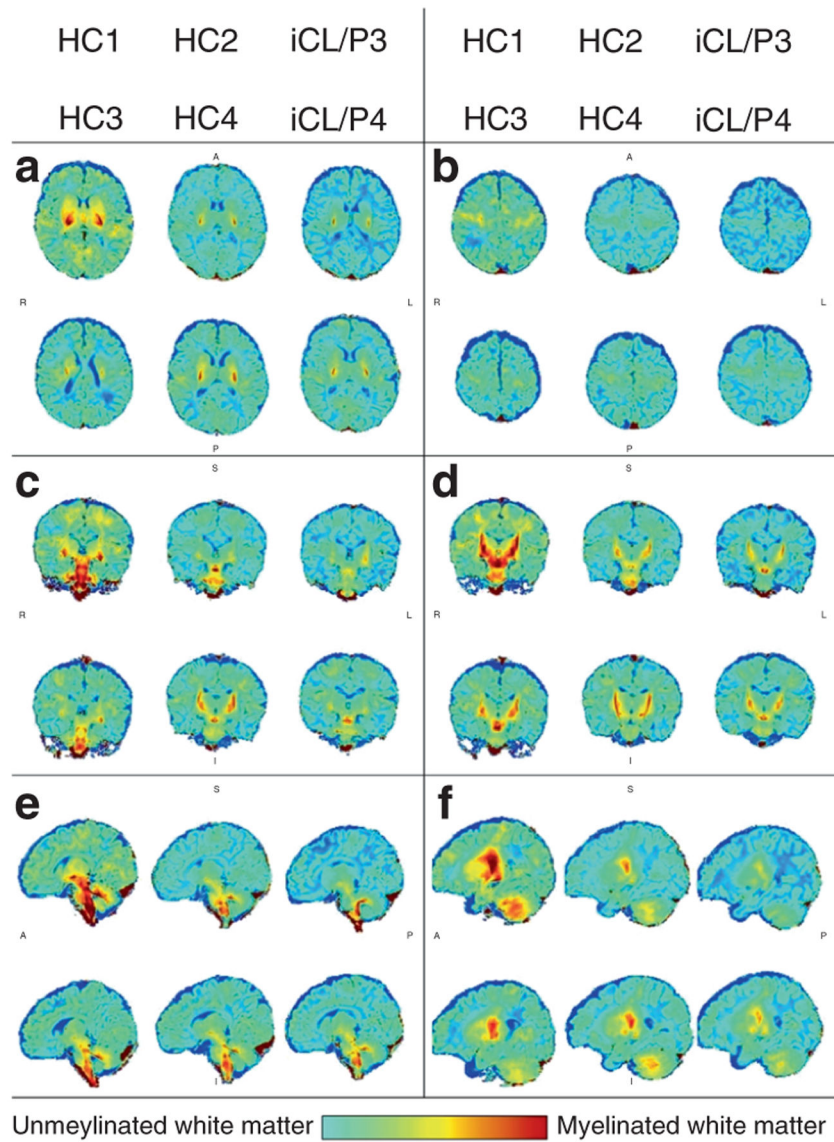 HC1 HC2 iCL/P3 HC1 HC2 iCL/P3
HC3 HC4 iCL/P4 HC3 HC4 iCL/P4
a A b A
R L R L
P P
c S d S
R L R L
I I
e S f S
A P A P
I I
Unmeylinated white matter Myelinated white matter